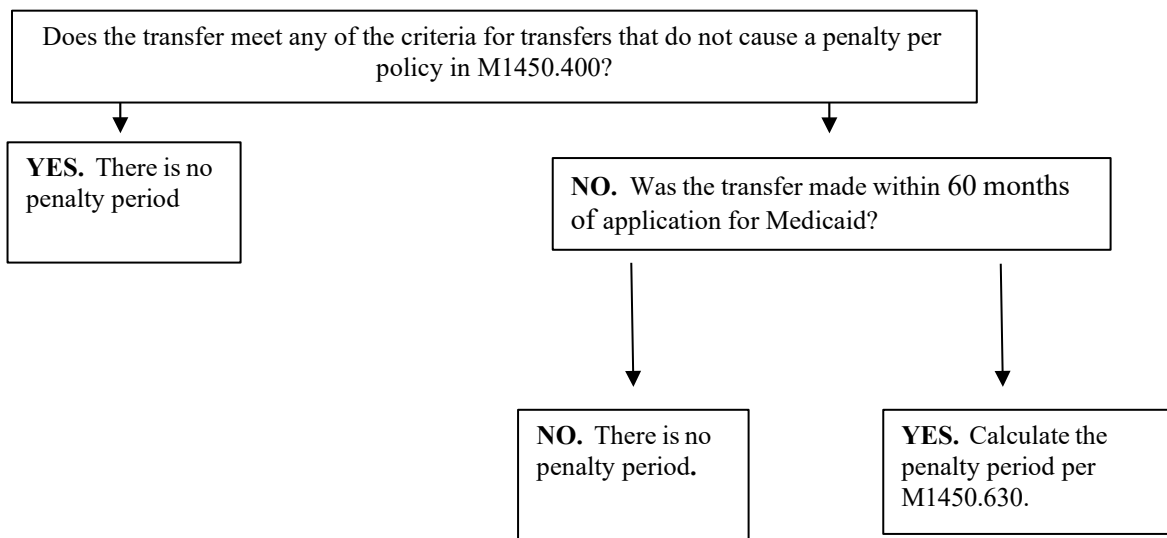 Does the transfer meet any of the criteria for transfers that do not cause a penalty per
policy in M1450.400?
YES. There is no
penalty period
NO. Was the transfer made within 60 months
of application for Medicaid?
NO. There is no
penalty period.
YES. Calculate the
penalty period per
M1450.630.